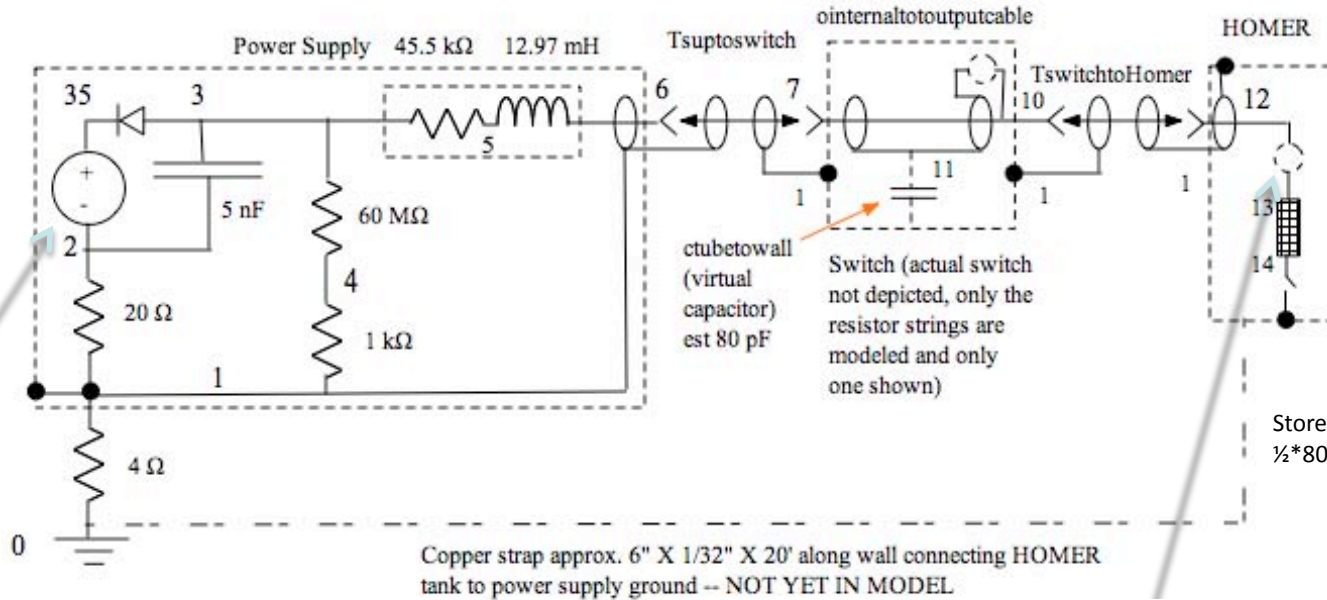 ointernaltotoutputcable
Power Supply 45.5 kΩ 12.97 mH
Tsuptoswitch
HOMER
TswitchtoHomer
35
3
5
6
7
10
12
+
-
2
5 nF
60 MΩ
4
20 Ω
1 kΩ
1
11
1
1
1
13
14
ctubetowall
(virtual
capacitor)
est 80 pF
Switch (actual switch
not depicted, only the
resistor strings are
modeled and only
one shown)
4 Ω
0
Store
½*80
Copper strap approx. 6" X 1/32" X 20' along wall connecting HOMER
tank to power supply ground -- NOT YET IN MODEL